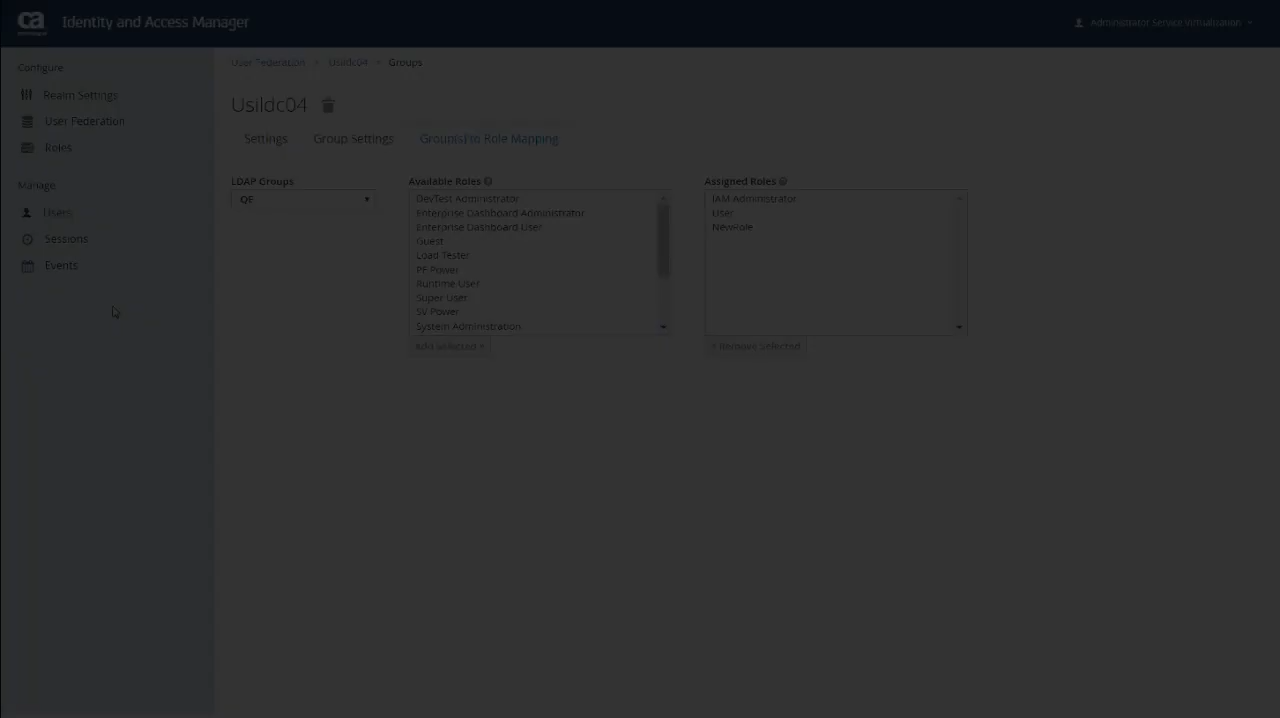 ca
Identity and Access Manager
Administrator Service Virtualisation
Configure
Realm Settings
User Federation
Roles
Manage
Users
Sessions
Events
User Federation > Usildc04 > Groups
Usildc04
Settings
Group Settings
Group(s) to Role Mapping
LDAP Groups
QE
Available Roles
DevTest Administrator
Enterprise Dashboard Administrator
Enterprise Dashboard User
Guest
Load Tester
PF Power
Runtime User
Super User
SV Power
System Administration
Add Selected »
Assigned Roles
IAM Administrator
User
NewRole
« Remove Selected